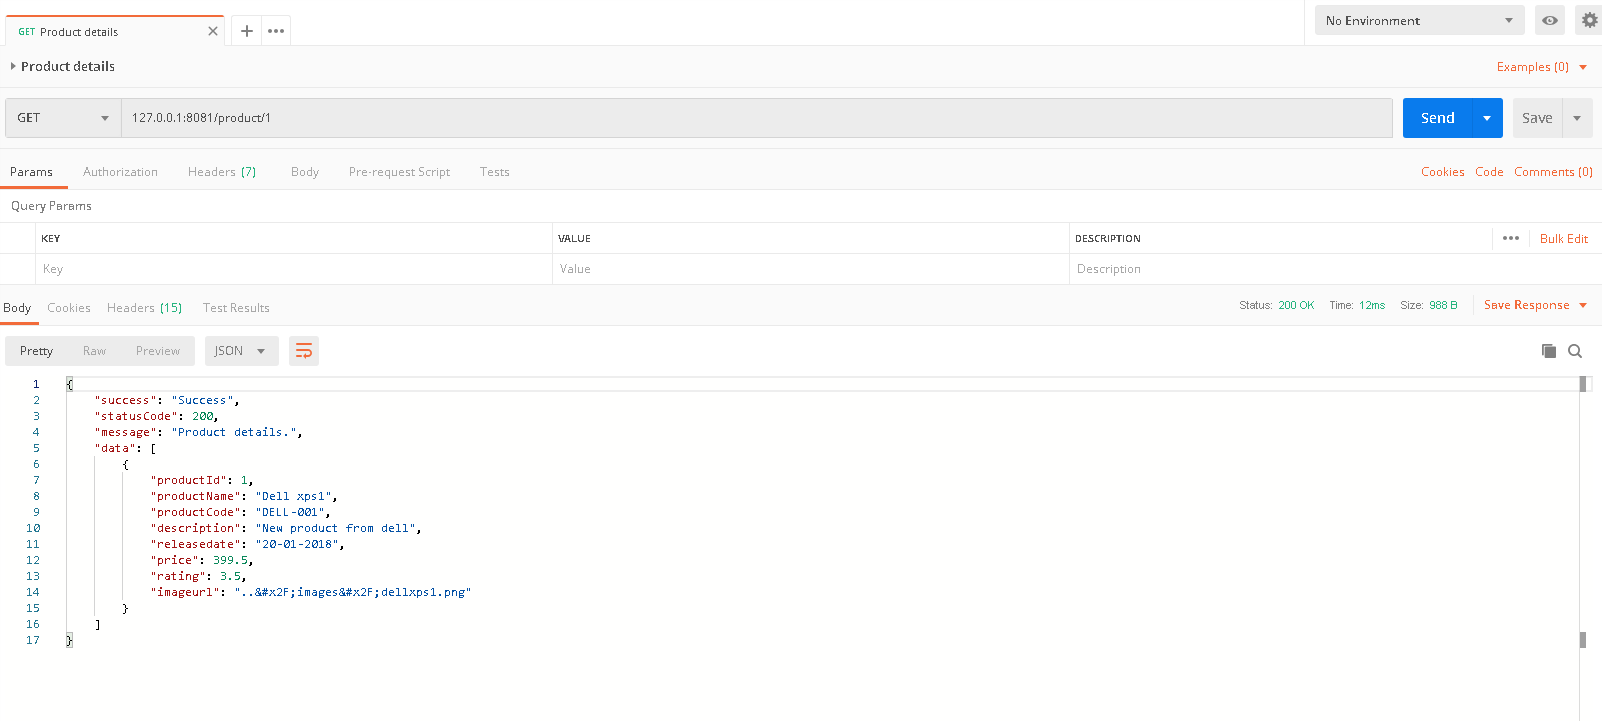 GET Product details
No Environment
Product details
Examples (0)
GET
127.0.0.1:8081/product/1
Send
Save
Params Authorization Headers (7) Body Pre-request Script Tests
Cookies Code Comments (0)
Query Params
KEY VALUE DESCRIPTION
Bulk Edit
Key Value Description
Body Cookies Headers (15) Test Results
Status: 200 OK Time: 12ms Size: 988 B Save Response
Pretty Raw Preview JSON
1 {
2 "success": "Success",
3 "statusCode": 200,
4 "message": "Product details.",
5 "data": [
6 {
7 "productId": 1,
8 "productName": "Dell xps1",
9 "productCode": "DELL-001",
10 "description": "New product from dell",
11 "releasedate": "20-01-2018",
12 "price": 399.5,
13 "rating": 3.5,
14 "imageurl": "..&#x2F;images&#x2F;dellxps1.png"
15 }
16 ]
17 }